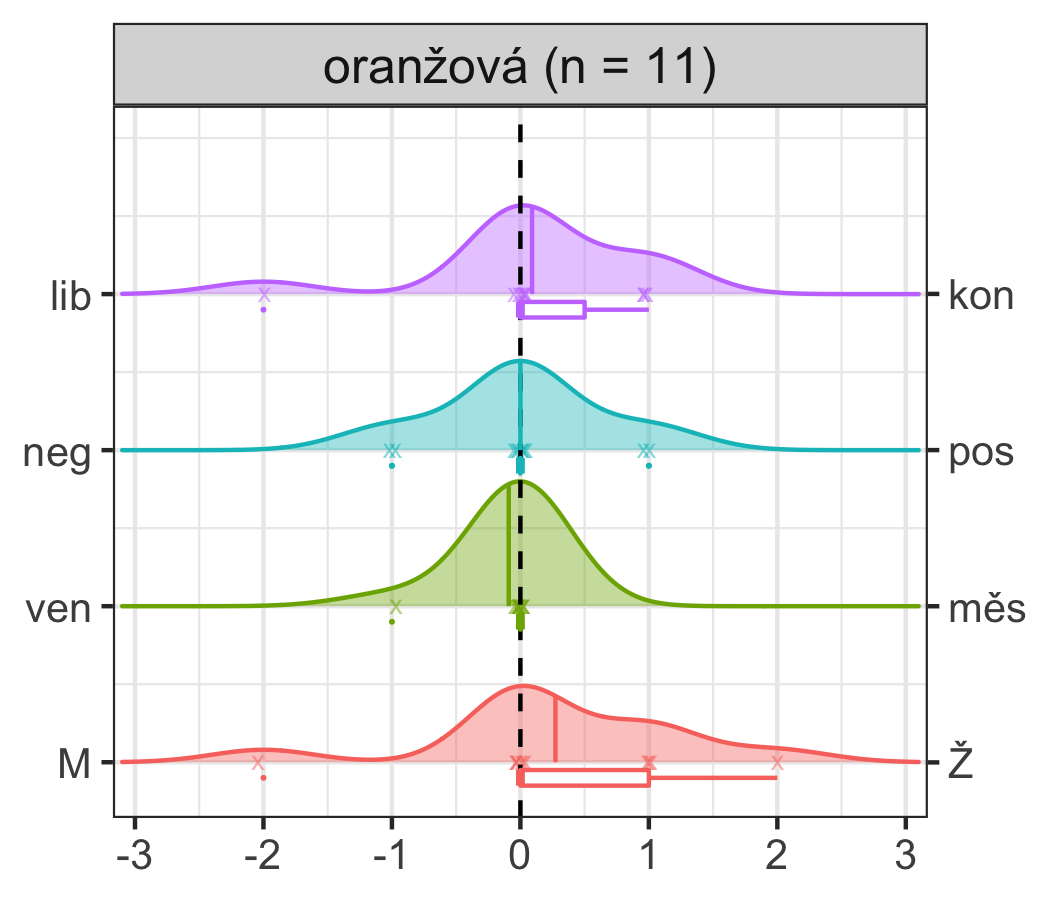 oranžová (n = 11)
lib kon
neg pos
ven měs
M Ž
-3 -2 -1 0 1 2 3